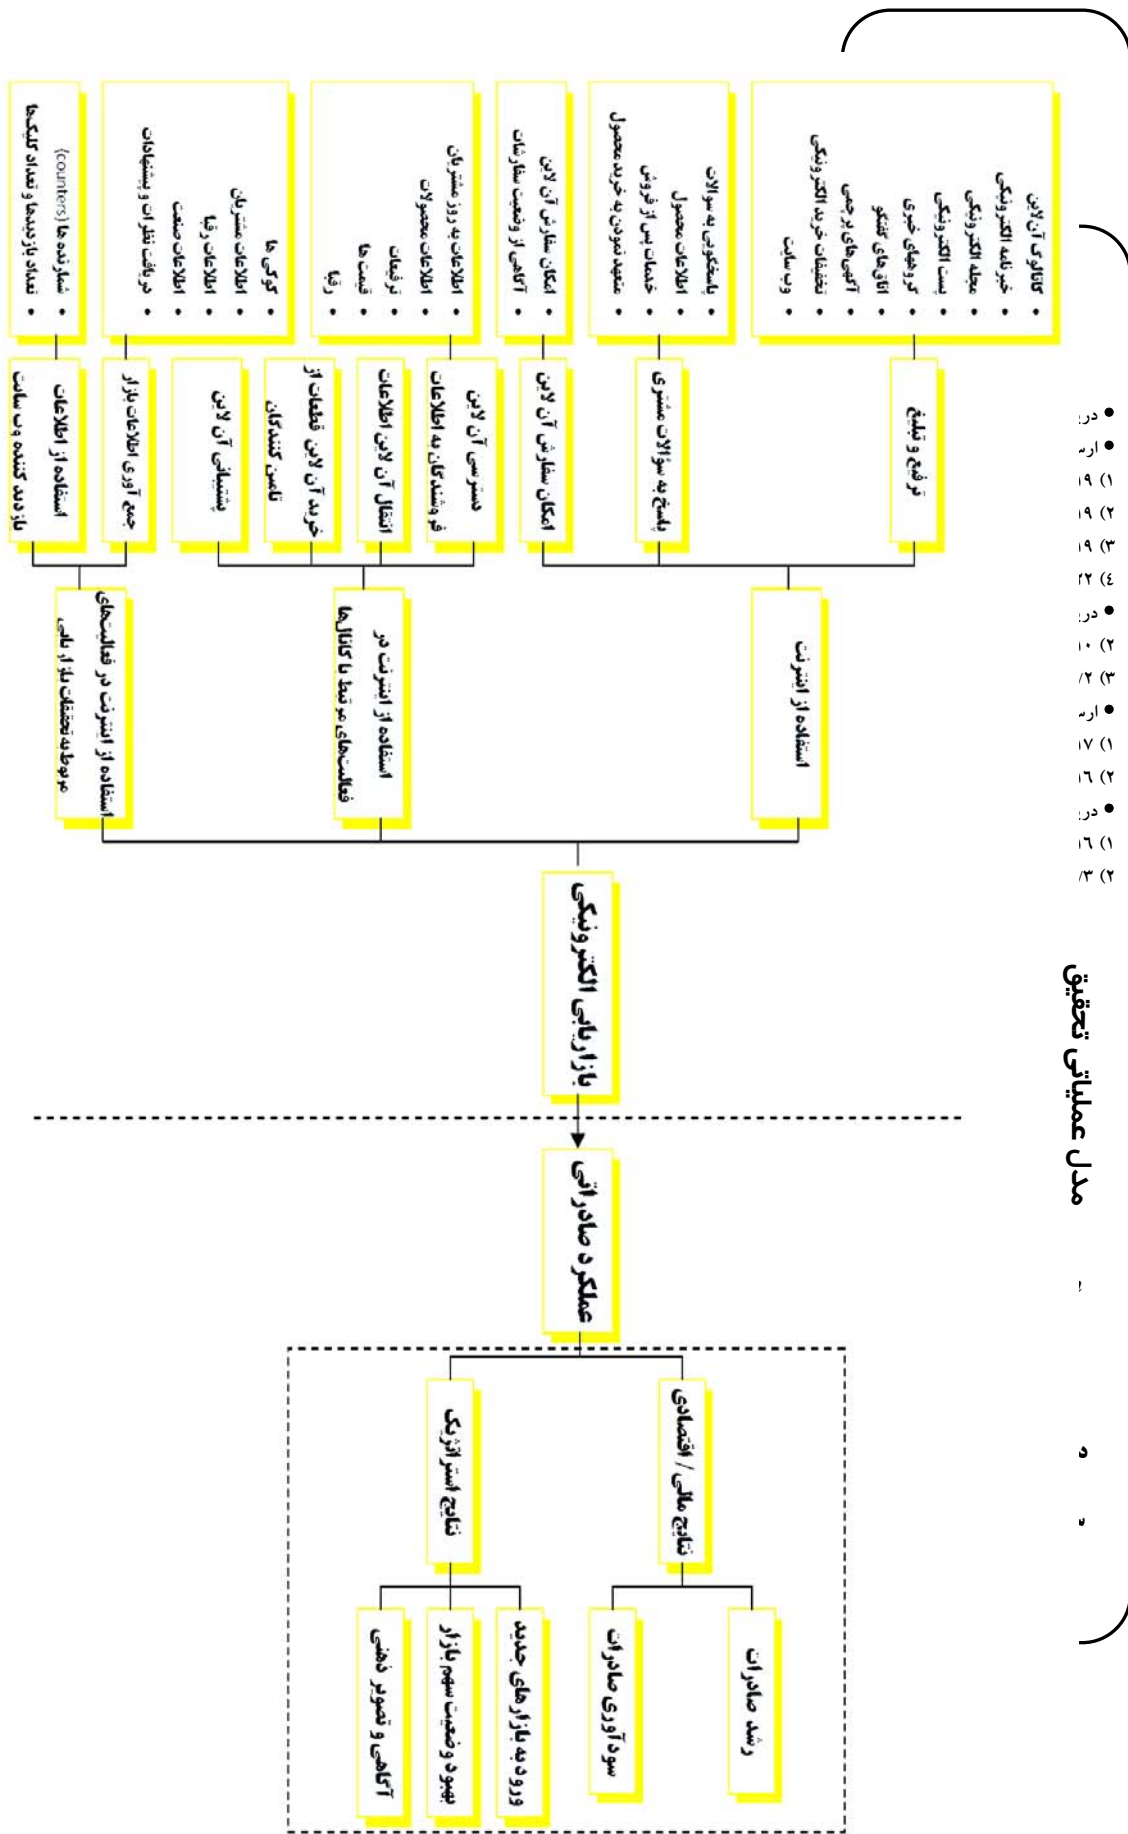 مدل عملیاتی تحقیق
کاتالوگ آن لاین
خبرنامه الکترونیکی
مجله الکترونیکی
پست الکترونیکی
گروههای خبری
اتاق‌های گفتگو
آگهی‌های پرچمی
تخفیفات خرید الکترونیکی
وب سایت
پاسخگویی به سوالات
اطلاعات محصول
خدمات پس از فروش
متعهد نمودن به خرید محصول
امکان سفارش آن لاین
آگاهی از وضعیت سفارشات
اطلاعات به روز مشتریان
اطلاعات محصولات
ترفیعات
قیمت ها
رقبا
کوکی ها
اطلاعات مشتریان
اطلاعات رقبا
اطلاعات صنعت
دریافت نظرات و پیشنهادات
شمارنده ها (counters)
تعداد بازدیدها و تعداد کلیک‌ها
ترفیع و تبلیغ
پاسخ به سؤالات مشتری
امکان سفارش آن لاین
دسترسی آن لاین
فروشندگان به اطلاعات
انتقال آن لاین اطلاعات
خرید آن لاین قطعات از
تامین کنندگان
پشتیبانی آن لاین
جمع آوری اطلاعات بازار
استفاده از اطلاعات
بازدید کننده وب سایت
استفاده از اینترنت
استفاده از اینترنت در
فعالیت‌های مرتبط با کانال‌ها
استفاده از اینترنت در فعالیت‌های
مربوط به تحقیقات بازاریابی
بازاریابی الکترونیکی
عملکرد صادراتی
نتایج مالی / اقتصادی
نتایج استراتژیک
رشد صادرات
سودآوری صادرات
ورود به بازارهای جدید
بهبود وضعیت سهم بازار
آگاهی و تصویر ذهنی